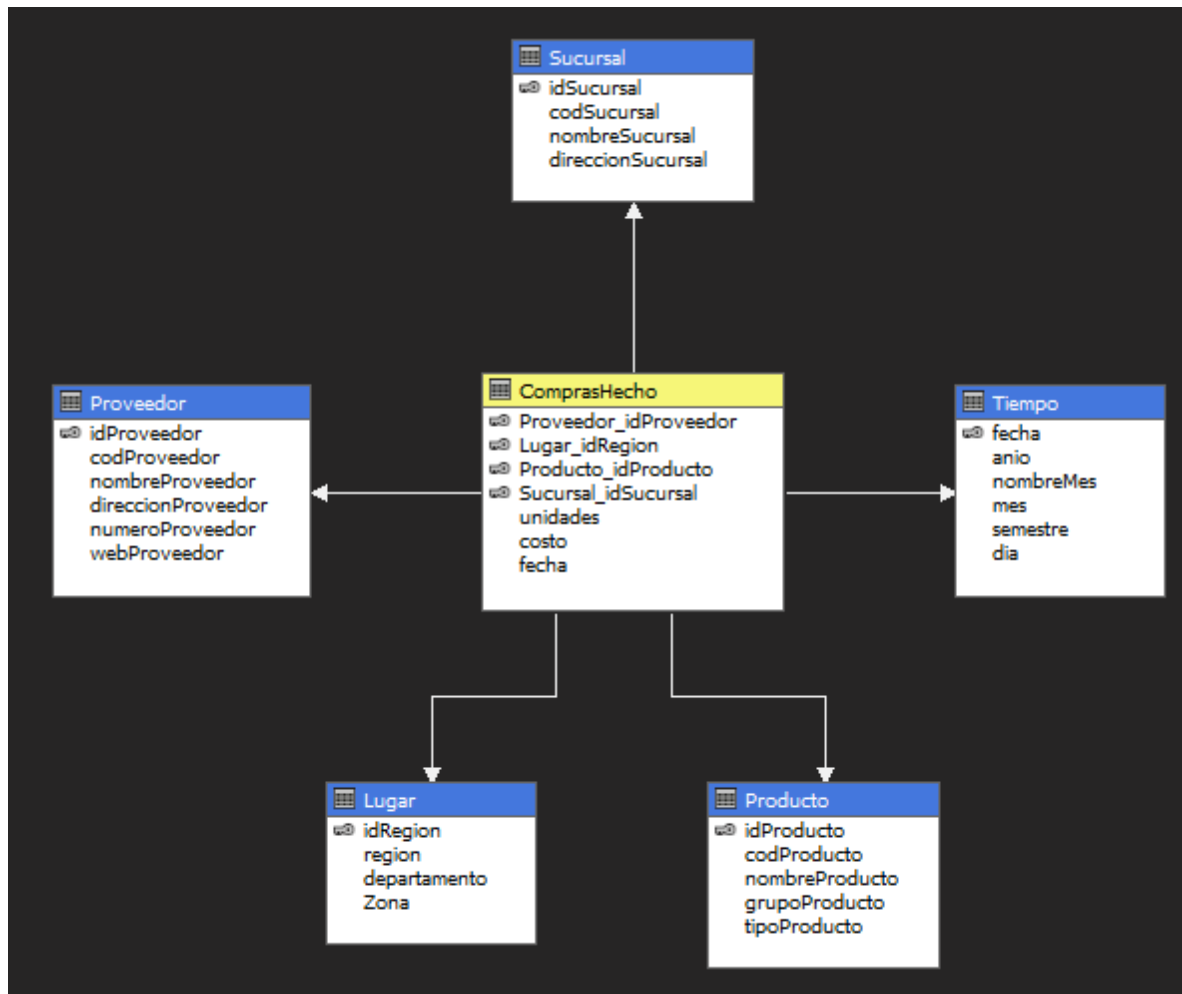 Sucursal
idSucursal
codSucursal
nombreSucursal
direccionSucursal
Proveedor
idProveedor
codProveedor
nombreProveedor
direccionProveedor
numeroProveedor
webProveedor
ComprasHecho
Proveedor_idProveedor
Lugar_idRegion
Producto_idProducto
Sucursal_idSucursal
unidades
costo
fecha
Tiempo
fecha
anio
nombreMes
mes
semestre
dia
Lugar
idRegion
region
departamento
Zona
Producto
idProducto
codProducto
nombreProducto
grupoProducto
tipoProducto